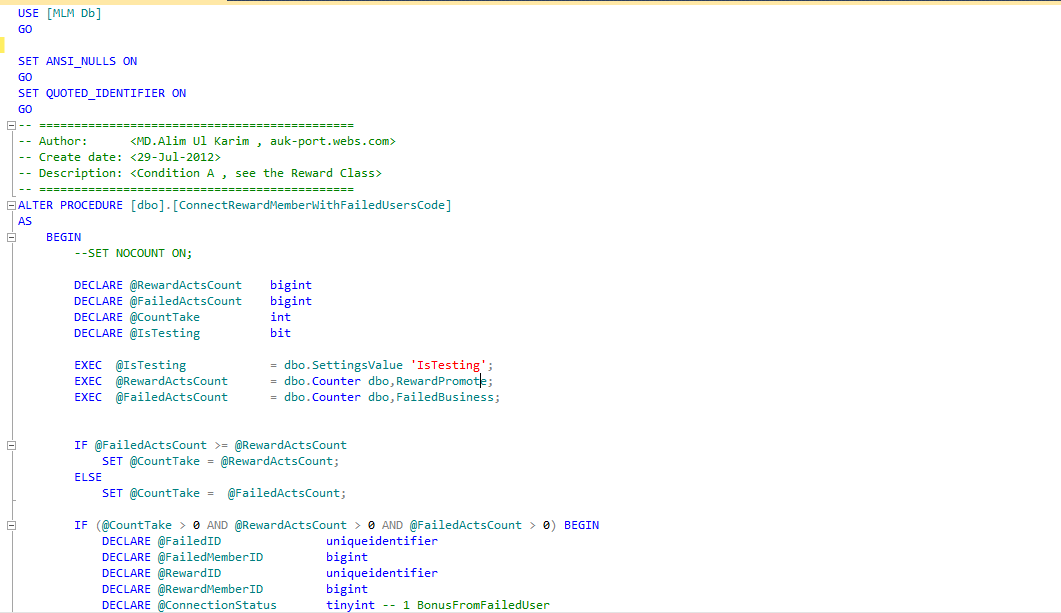 USE [MLM Db]
GO
SET ANSI_NULLS ON
GO
SET QUOTED_IDENTIFIER ON
GO
-- =============================================
-- Author:      <MD.Alim Ul Karim , auk-port.webs.com>
-- Create date: <29-Jul-2012>
-- Description: <Condition A , see the Reward Class>
-- =============================================
ALTER PROCEDURE [dbo].[ConnectRewardMemberWithFailedUsersCode]
AS
    BEGIN
        --SET NOCOUNT ON;
        DECLARE @RewardActsCount    bigint
        DECLARE @FailedActsCount    bigint
        DECLARE @CountTake          int
        DECLARE @IsTesting          bit
        EXEC  @IsTesting            = dbo.SettingsValue 'IsTesting';
        EXEC  @RewardActsCount      = dbo.Counter dbo,RewardPromote;
        EXEC  @FailedActsCount      = dbo.Counter dbo,FailedBusiness;
        IF @FailedActsCount >= @RewardActsCount
            SET @CountTake = @RewardActsCount;
        ELSE
            SET @CountTake =  @FailedActsCount;
        IF (@CountTake > 0 AND @RewardActsCount > 0 AND @FailedActsCount > 0) BEGIN
            DECLARE @FailedID               uniqueidentifier
            DECLARE @FailedMemberID         bigint
            DECLARE @RewardID               uniqueidentifier
            DECLARE @RewardMemberID         bigint
            DECLARE @ConnectionStatus       tinyint -- 1 BonusFromFailedUser